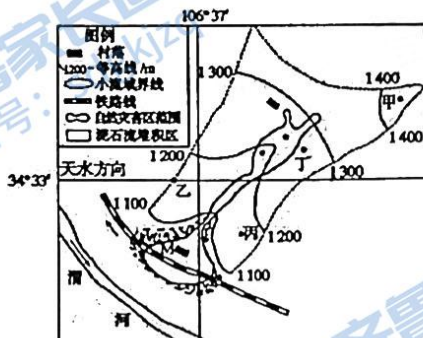 106°37′
图例
村落
1200 等高线/m
小流域界线
铁路线
自然灾害区范围
泥石流堆积区
1300
1400
甲
1400
丁
1300
天水方向
1200
34°33′
乙
1100
丙
1200
M
1100
渭
河